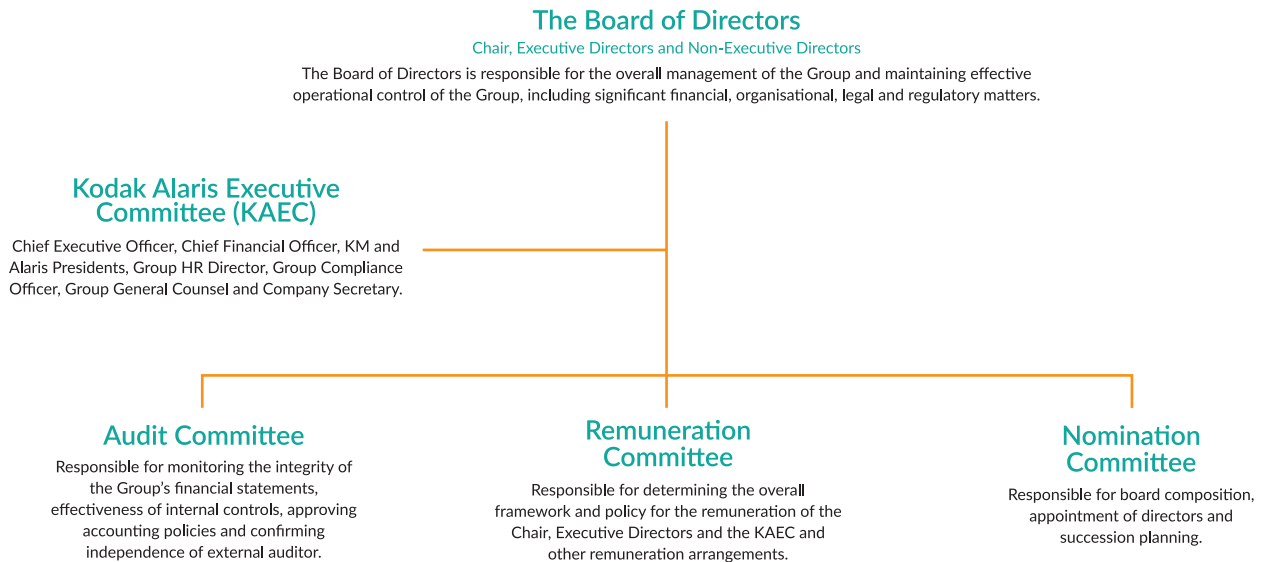 The Board of Directors
Chair, Executive Directors and Non-Executive Directors
The Board of Directors is responsible for the overall management of the Group and maintaining effective
operational control of the Group, including significant financial, organisational, legal and regulatory matters.
Kodak Alaris Executive
Committee (KAEC)
Chief Executive Officer, Chief Financial Officer, KM and
Alaris Presidents, Group HR Director, Group Compliance
Officer, Group General Counsel and Company Secretary.
Audit Committee
Responsible for monitoring the integrity of
the Group’s financial statements,
effectiveness of internal controls, approving
accounting policies and confirming
independence of external auditor.
Remuneration
Committee
Responsible for determining the overall
framework and policy for the remuneration of the
Chair, Executive Directors and the KAEC and
other remuneration arrangements.
Nomination
Committee
Responsible for board composition,
appointment of directors and
succession planning.